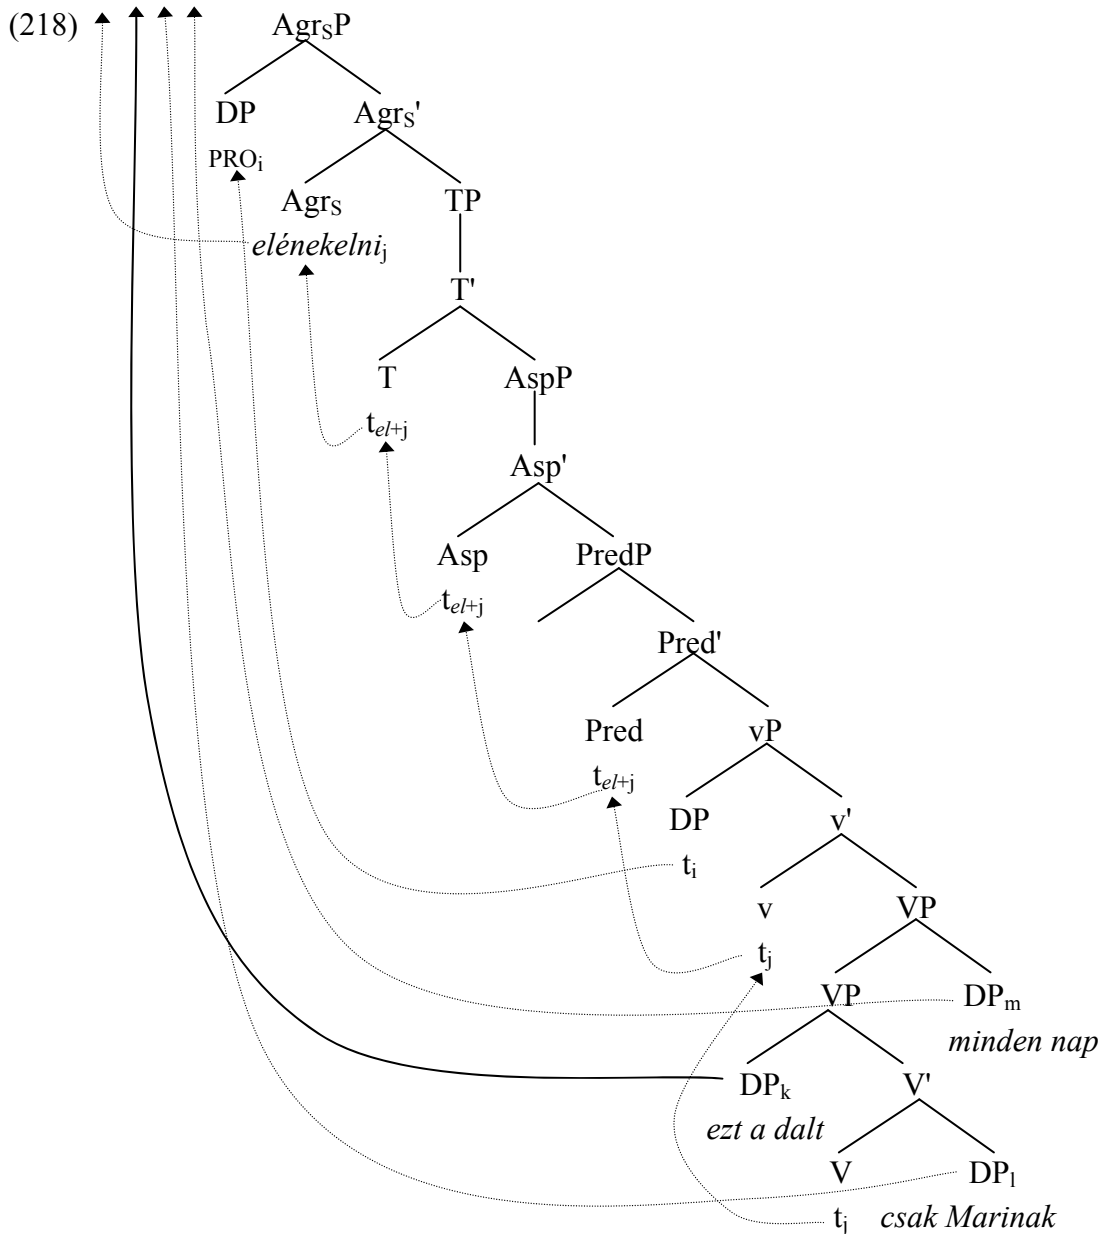 (218) AgrSP
DP AgrS'
PROi
AgrS TP
elénekelnij
T'
T AspP
tel+j
Asp'
Asp PredP
tel+j
Pred'
Pred vP
tel+j
DP v'
ti
v VP
tj
VP DPm
minden nap
DPk V'
ezt a dalt
V DPl
tj csak Marinak